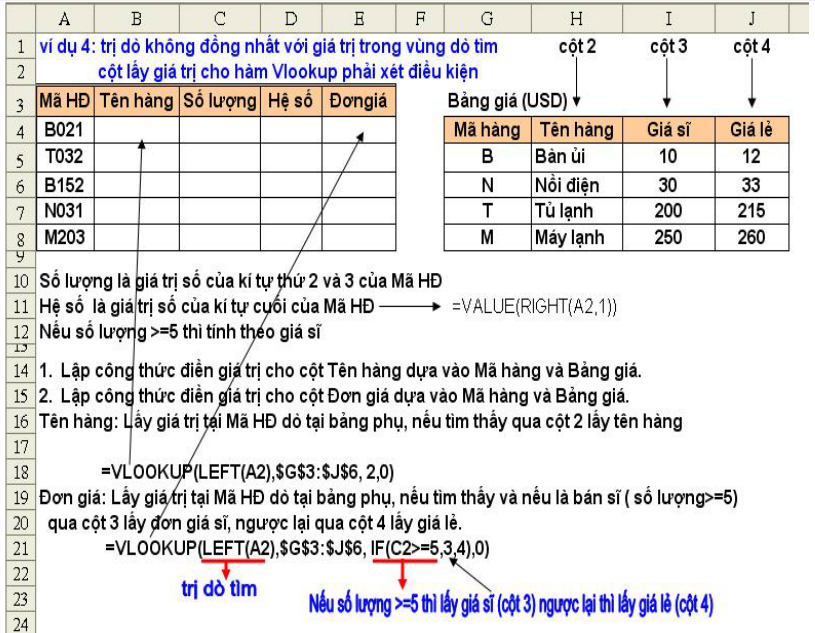 A B C D E F G H I J
1 ví dụ 4: trị dò không đồng nhất với giá trị trong vùng dò tìm cột 2 cột 3 cột 4
2 cột lấy giá trị cho hàm Vlookup phải xét điều kiện
3 Mã HĐ Tên hàng Số lượng Hệ số Đơngiá Bảng giá (USD)
4 B021 Mã hàng Tên hàng Giá sĩ Giá lẻ
5 T032 B Bàn ủi 10 12
6 B152 N Nồi điện 30 33
7 N031 T Tủ lạnh 200 215
8 M203 M Máy lạnh 250 260
9
10 Số lượng là giá trị số của kí tự thứ 2 và 3 của Mã HĐ
11 Hệ số là giá trị số của kí tự cuối của Mã HĐ =VALUE(RIGHT(A2,1))
12 Nếu số lượng >=5 thì tính theo giá sĩ
13
14 1. Lập công thức điền giá trị cho cột Tên hàng dựa vào Mã hàng và Bảng giá.
15 2. Lập công thức điền giá trị cho cột Đơn giá dựa vào Mã hàng và Bảng giá.
16 Tên hàng: Lấy giá trị tại Mã HĐ dò tại bảng phụ, nếu tìm thấy qua cột 2 lấy tên hàng
17
18 =VLOOKUP(LEFT(A2),$G$3:$J$6, 2,0)
19 Đơn giá: Lấy giá trị tại Mã HĐ dò tại bảng phụ, nếu tìm thấy và nếu là bán sĩ ( số lượng>=5)
20 qua cột 3 lấy đơn giá sĩ, ngược lại qua cột 4 lấy giá lẻ.
21 =VLOOKUP(LEFT(A2),$G$3:$J$6, IF(C2>=5,3,4),0)
22 trị dò tìm
23 Nếu số lượng >=5 thì lấy giá sĩ (cột 3) ngược lại thì lấy giá lẻ (cột 4)
24